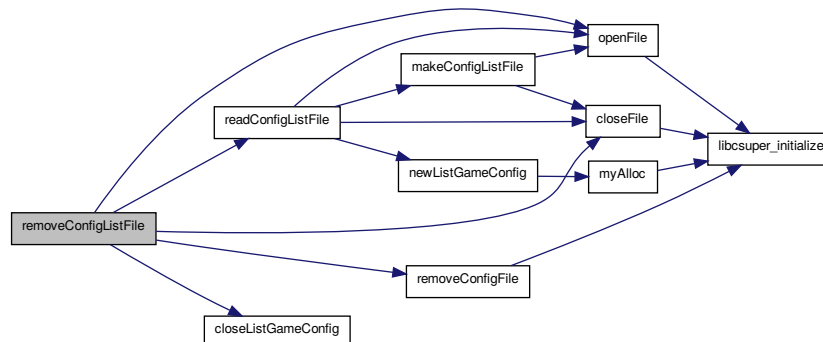 removeConfigListFile
readConfigListFile
closeListGameConfig
makeConfigListFile
newListGameConfig
removeConfigFile
openFile
closeFile
myAlloc
libcsuper_initialize